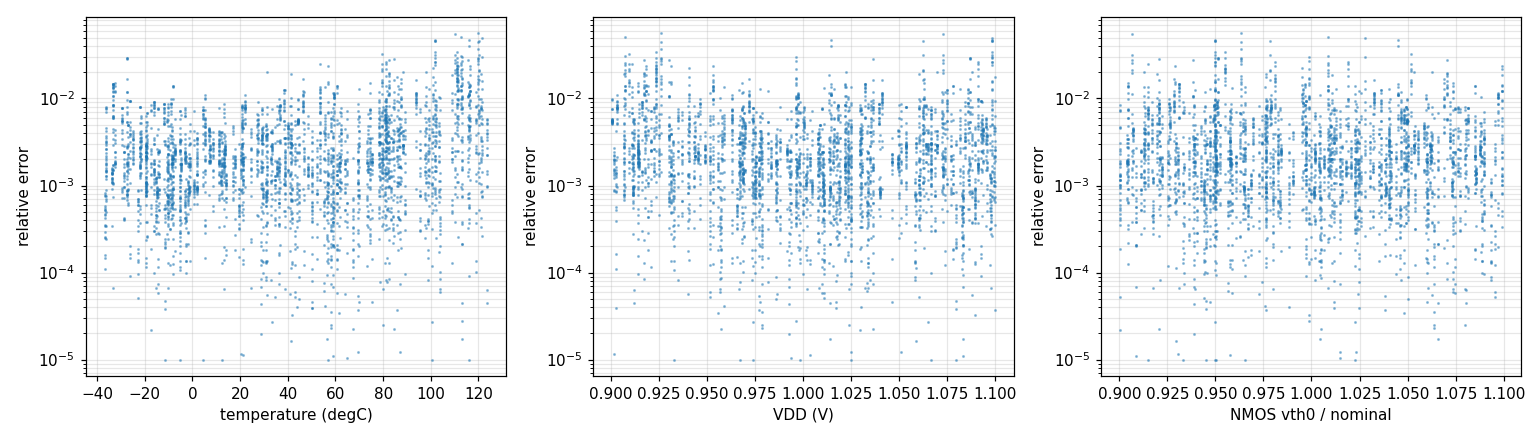 relative error
10⁻²
10⁻³
10⁻⁴
10⁻⁵
−40 −20 0 20 40 60 80 100 120
temperature (degC)
relative error
10⁻²
10⁻³
10⁻⁴
10⁻⁵
0.900 0.925 0.950 0.975 1.000 1.025 1.050 1.075 1.100
VDD (V)
relative error
10⁻²
10⁻³
10⁻⁴
10⁻⁵
0.900 0.925 0.950 0.975 1.000 1.025 1.050 1.075 1.100
NMOS vth0 / nominal